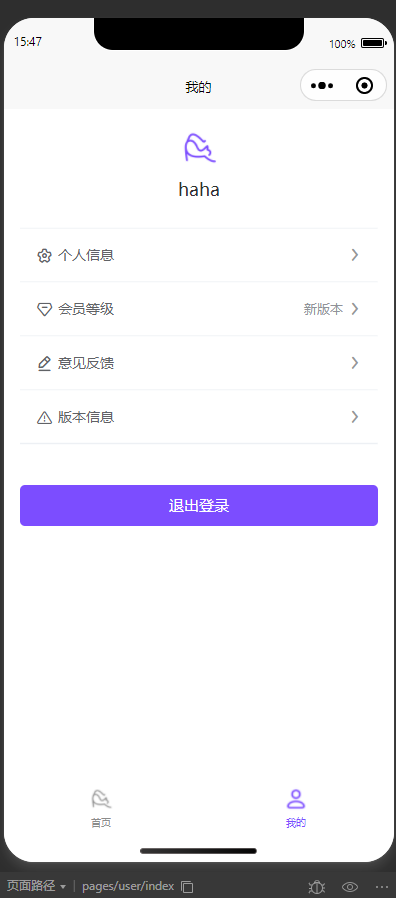 15:47
100%
我的
haha
个人信息
会员等级 新版本
意见反馈
版本信息
退出登录
首页 我的
页面路径 pages/user/index